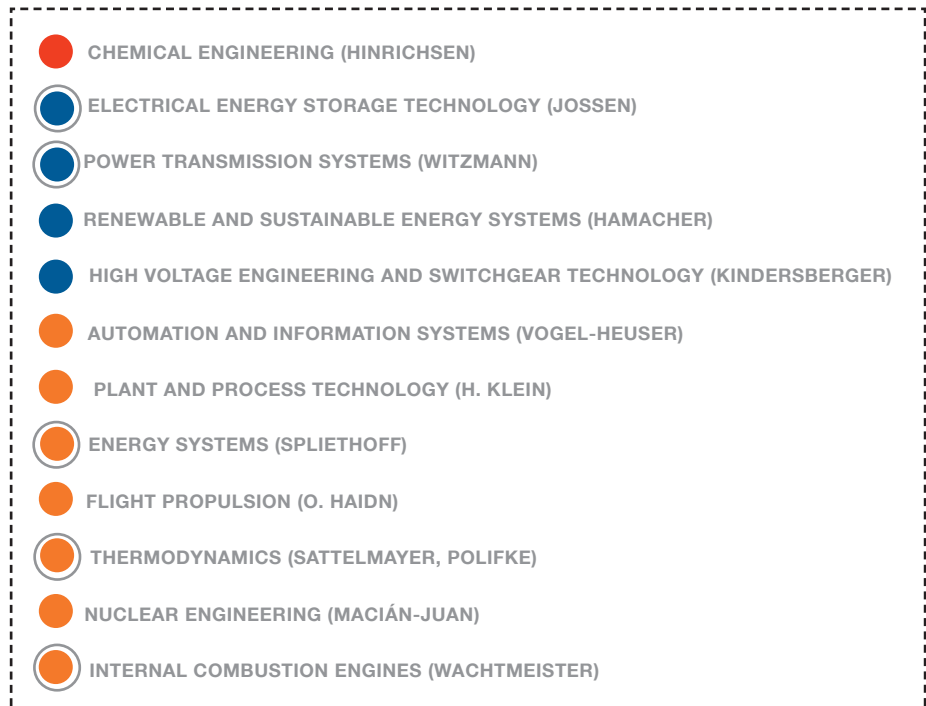 CHEMICAL ENGINEERING (HINRICHSEN)
ELECTRICAL ENERGY STORAGE TECHNOLOGY (JOSSEN)
POWER TRANSMISSION SYSTEMS (WITZMANN)
RENEWABLE AND SUSTAINABLE ENERGY SYSTEMS (HAMACHER)
HIGH VOLTAGE ENGINEERING AND SWITCHGEAR TECHNOLOGY (KINDERSBERGER)
AUTOMATION AND INFORMATION SYSTEMS (VOGEL-HEUSER)
PLANT AND PROCESS TECHNOLOGY (H. KLEIN)
ENERGY SYSTEMS (SPLIETHOFF)
FLIGHT PROPULSION (O. HAIDN)
THERMODYNAMICS (SATTELMAYER, POLIFKE)
NUCLEAR ENGINEERING (MACIÁN-JUAN)
INTERNAL COMBUSTION ENGINES (WACHTMEISTER)